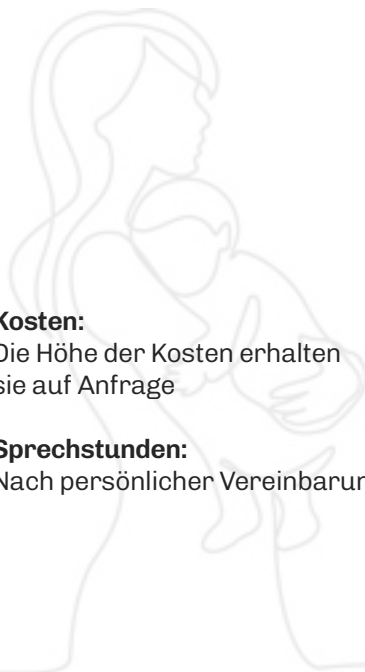 Kosten:
Die Höhe der Kosten erhalten
sie auf Anfrage
Sprechstunden:
Nach persönlicher Vereinbarun